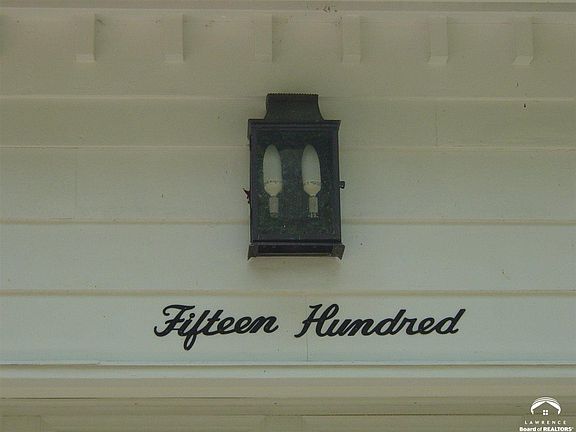 Fifteen Hundred
LAWRENCE
Board of REALTORS®